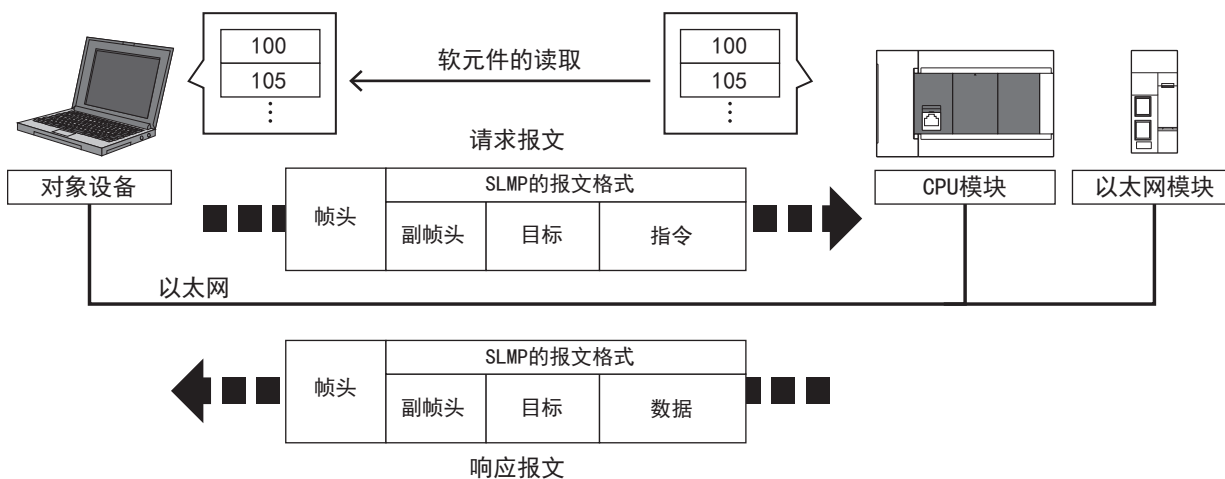 100
105
⋮
软元件的读取
100
105
⋮
请求报文
对象设备
CPU模块
以太网模块
帧头
SLMP的报文格式
副帧头
目标
指令
以太网
帧头
SLMP的报文格式
副帧头
目标
数据
响应报文